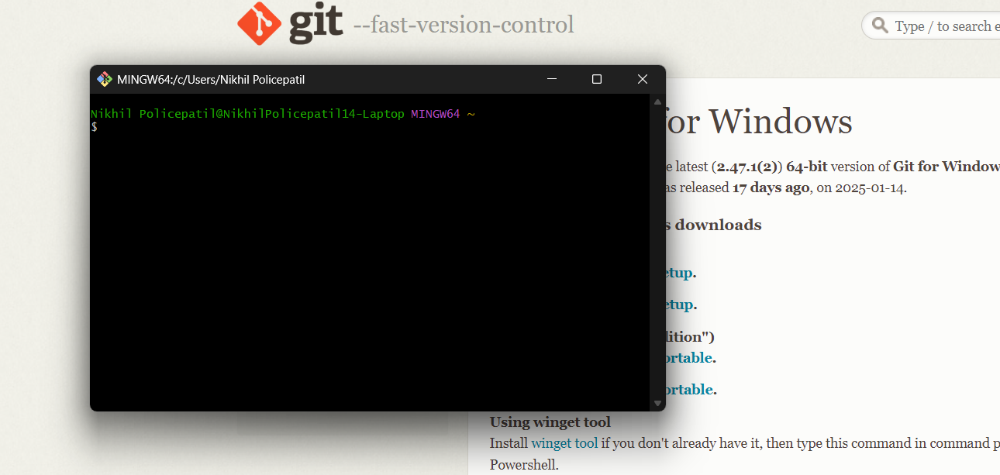 git --fast-version-control
Type / to search e
MINGW64:/c/Users/Nikhil Policepatil
Nikhil Policepatil@NikhilPolicepatil14-Laptop MINGW64 ~
$
for Windows
e latest (2.47.1(2)) 64-bit version of Git for Window
as released 17 days ago, on 2025-01-14.
s downloads
etup.
etup.
dition")
ortable.
ortable.
Using winget tool
Install winget tool if you don't already have it, then type this command in command p
Powershell.